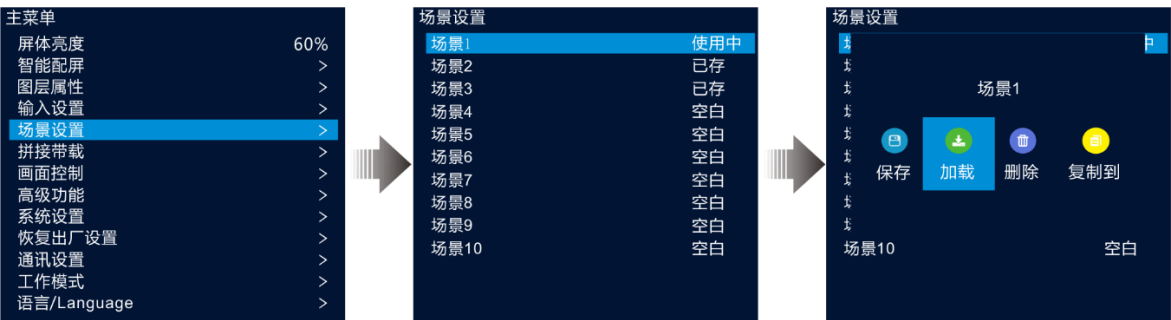 主菜单
屏体亮度 60%
智能配屏 >
图层属性 >
输入设置 >
场景设置 >
拼接带载 >
画面控制 >
高级功能 >
系统设置 >
恢复出厂设置 >
通讯设置 >
工作模式 >
语言/Language >
场景设置
场景1 使用中
场景2 已存
场景3 已存
场景4 空白
场景5 空白
场景6 空白
场景7 空白
场景8 空白
场景9 空白
场景10 空白
场景设置
中
场景1
保存 加载 删除 复制到
场景10 空白